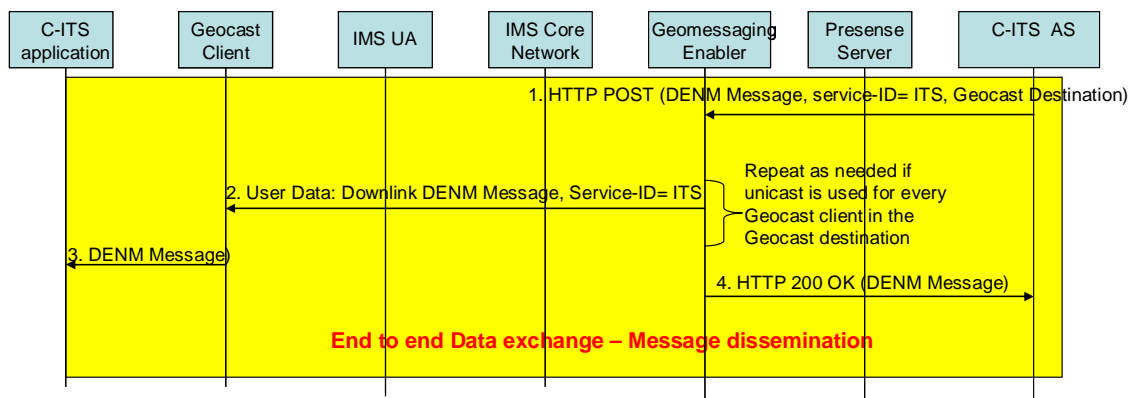 C-ITS
application
Geocast
Client
IMS UA
IMS Core
Network
Geomessaging
Enabler
Presense
Server
C-ITS AS
1. HTTP POST (DENM Message, service-ID= ITS, Geocast Destination)
Repeat as needed if
unicast is used for every
Geocast client in the
Geocast destination
2. User Data: Downlink DENM Message, Service-ID= ITS
3. DENM Message)
4. HTTP 200 OK (DENM Message)
End to end Data exchange – Message dissemination